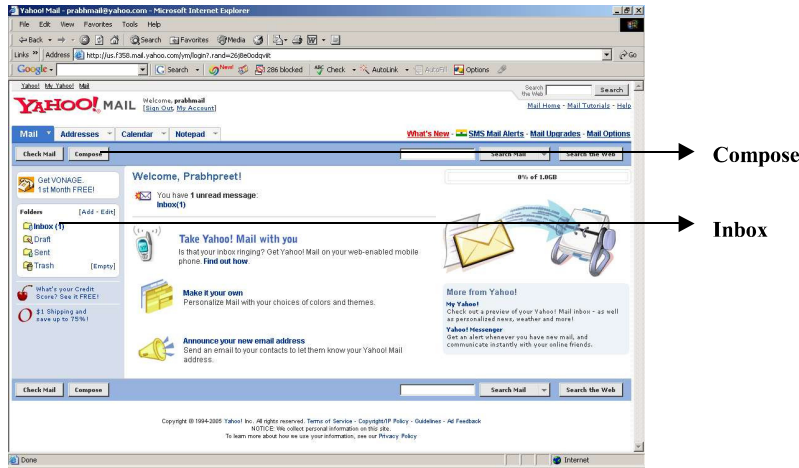 Yahoo! Mail - prabhmail@yahoo.com - Microsoft Internet Explorer
File Edit View Favorites Tools Help
Back Search Favorites Media
Links » Address http://us.f358.mail.yahoo.com/ym/login?.rand=26j8e0odqviit Go
Google Search New! 286 blocked Check AutoLink AutoFill Options
Yahoo! My Yahoo! Mail
Search the Web Search
YAHOO! MAIL Welcome, prabhmail
[Sign Out, My Account]
Mail Home - Mail Tutorials - Help
Mail Addresses Calendar Notepad What's New - SMS Mail Alerts - Mail Upgrades - Mail Options
Check Mail Compose Search Mail Search the Web
Compose
Get VONAGE.
1st Month FREE!
Folders [Add - Edit]
Inbox (1)
Draft
Sent
Trash [Empty]
What's your Credit
Score? See it FREE!
$1 Shipping and
save up to 75%!
Welcome, Prabhpreet!
You have 1 unread message:
Inbox(1)
0% of 1.0GB
Inbox
Take Yahoo! Mail with you
Is that your inbox ringing? Get Yahoo! Mail on your web-enabled mobile
phone. Find out how.
Make it your own
Personalize Mail with your choices of colors and themes.
Announce your new email address
Send an email to your contacts to let them know your Yahoo! Mail
address.
More from Yahoo!
My Yahoo!
Check out a preview of your Yahoo! Mail inbox - as well
as personalized news, weather and more!
Yahoo! Messenger
Get an alert whenever you have new mail, and
communicate instantly with your online friends.
Check Mail Compose Search Mail Search the Web
Copyright © 1994-2005 Yahoo! Inc. All rights reserved. Terms of Service - Copyright/IP Policy - Guidelines - Ad Feedback
NOTICE: We collect personal information on this site.
To learn more about how we use your information, see our Privacy Policy
Done Internet